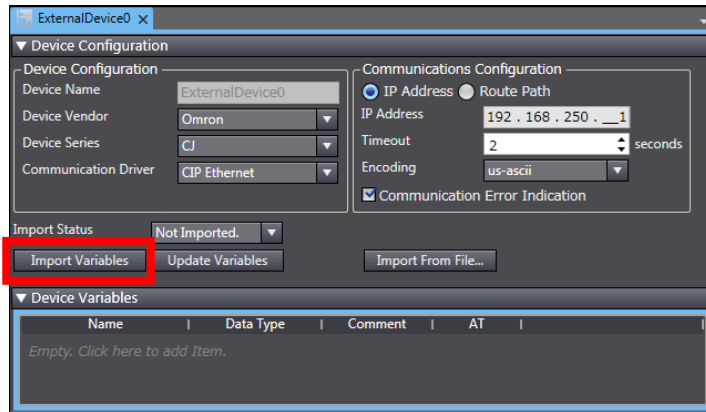 ExternalDevice0
Device Configuration
Device Configuration
Device Name ExternalDevice0
Device Vendor Omron
Device Series CJ
Communication Driver CIP Ethernet
Communications Configuration
IP Address Route Path
IP Address 192 . 168 . 250 . __1
Timeout 2 seconds
Encoding us-ascii
Communication Error Indication
Import Status Not Imported.
Import Variables Update Variables Import From File...
Device Variables
Name Data Type Comment AT
Empty. Click here to add Item.